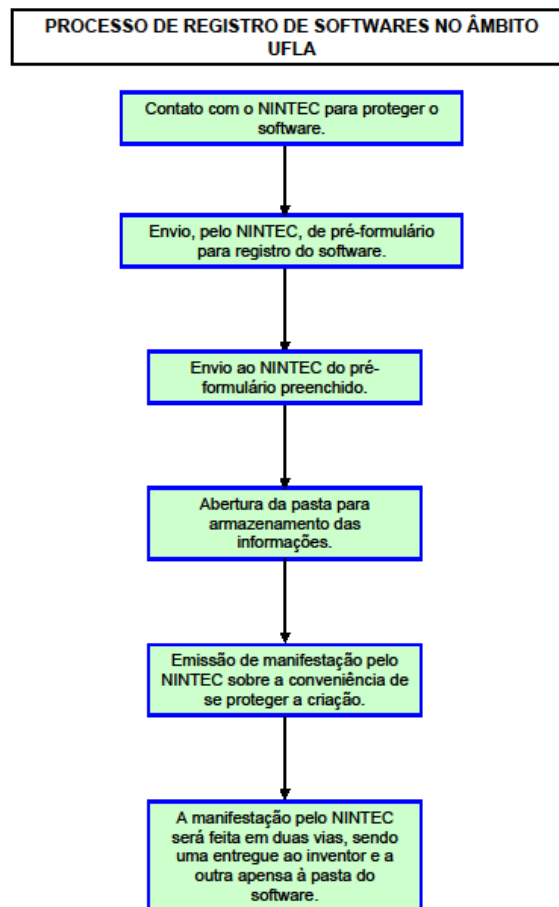 PROCESSO DE REGISTRO DE SOFTWARES NO ÂMBITO
UFLA
Contato com o NINTEC para proteger o
software.
Envio, pelo NINTEC, de pré-formulário
para registro do software.
Envio ao NINTEC do pré-
formulário preenchido.
Abertura da pasta para
armazenamento das
informações.
Emissão de manifestação pelo
NINTEC sobre a conveniência de
se proteger a criação.
A manifestação pelo NINTEC
será feita em duas vias, sendo
uma entregue ao inventor e a
outra apensa à pasta do
software.